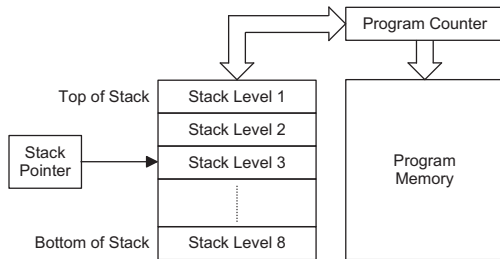 Program Counter
Top of Stack
Stack Level 1
Stack Level 2
Stack
Pointer
Stack Level 3
Program
Memory
Bottom of Stack
Stack Level 8